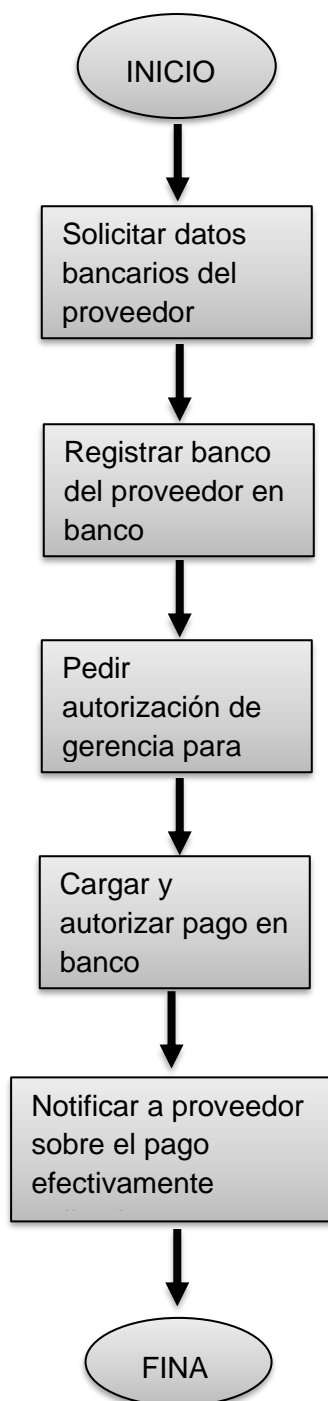 INICIO
Solicitar datos
bancarios del
proveedor
Registrar banco
del proveedor en
banco
Pedir
autorización de
gerencia para
Cargar y
autorizar pago en
banco
Notificar a proveedor
sobre el pago
efectivamente
FINA